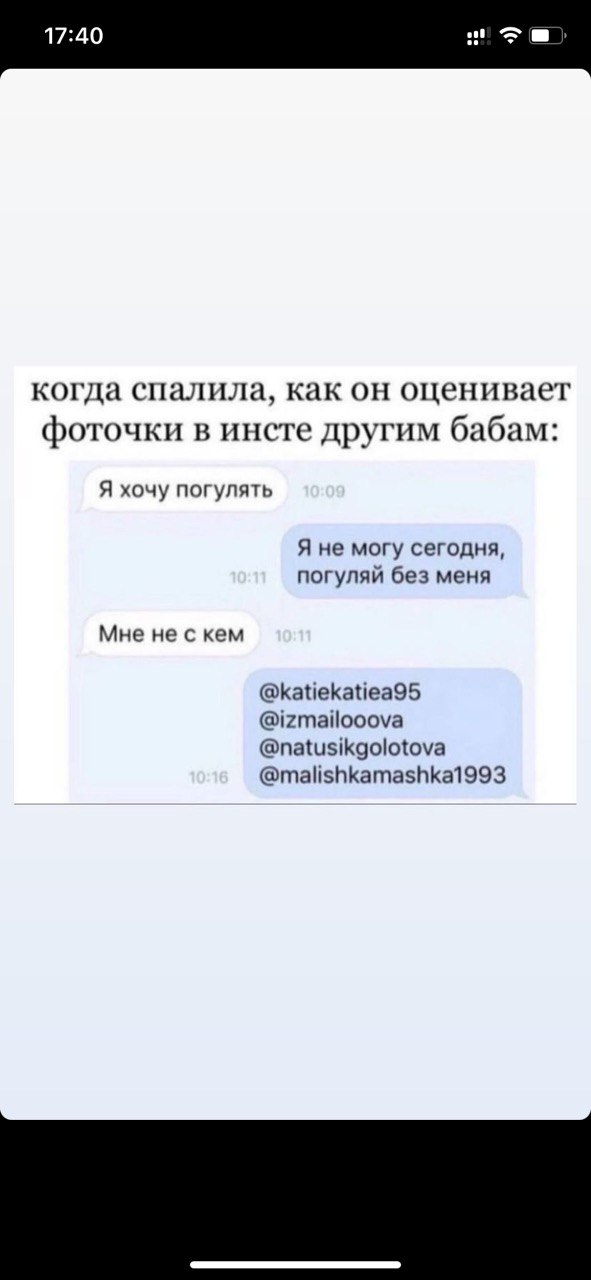 17:40
когда спалила, как он оценивает
фоточки в инсте другим бабам:
Я хочу погулять 10:09
Я не могу сегодня,
погуляй без меня
10:11
Мне не с кем 10:11
@katiekatiea95
@izmailooova
@natusikgolotova
@malishkamashka1993
10:16